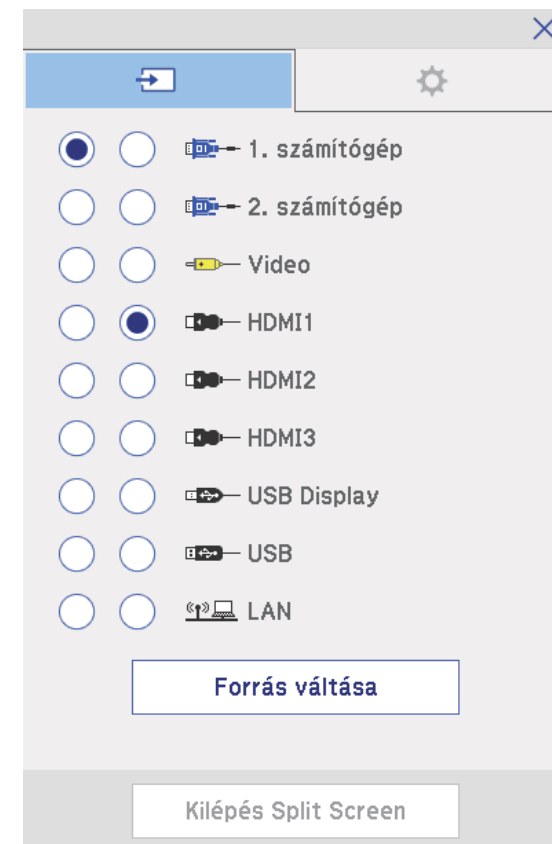 1. számítógép
2. számítógép
Video
HDMI1
HDMI2
HDMI3
USB Display
USB
LAN
Forrás váltása
Kilépés Split Screen